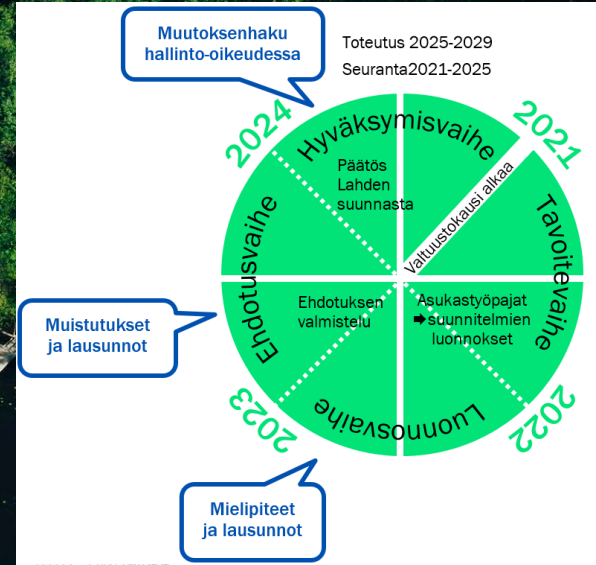 Muutoksenhaku
hallinto-oikeudessa
Toteutus 2025-2029
Seuranta2021-2025
2024
Hyväksymisvaihe
2021
Päätös
Lahden
suunnasta
Valtuustokausi alkaa
Tavoitevaihe
Ehdotusvaihe
Ehdotuksen
valmistelu
Asukastyöpajat
➡suunnitelmien
luonnokset
Muistutukset
ja lausunnot
2023
Luonnosvaihe
2022
Mielipiteet
ja lausunnot